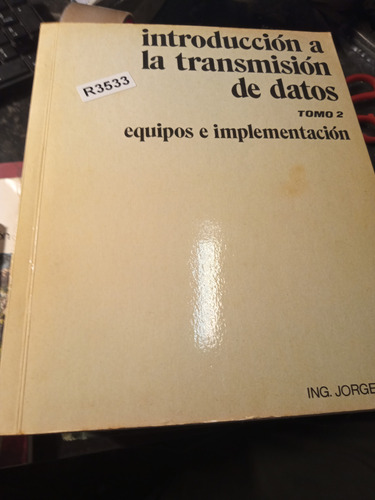 introducción a
la transmisión
de datos
R3533
TOMO 2
equipos e implementación
ING. JORGE